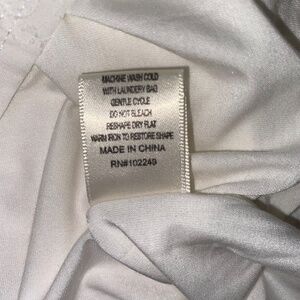 MACHINE WASH COLD
WITH LAUNDERY BAG
GENTLE CYCLE
DO NOT BLEACH
RESHAPE DRY FLAT
WARM IRON TO RESTORE SHAPE
MADE IN CHINA
RN#102249